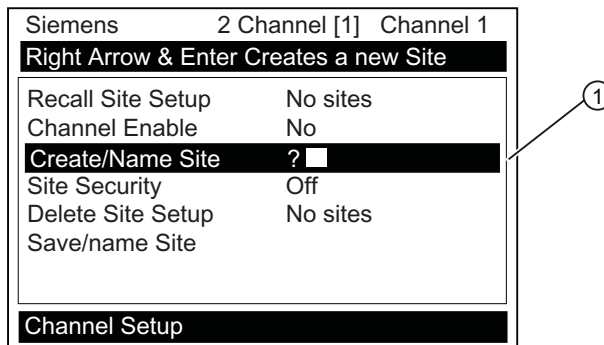 Siemens 2 Channel [1] Channel 1
Right Arrow & Enter Creates a new Site
Recall Site Setup No sites
Channel Enable No
Create/Name Site ?
Site Security Off
Delete Site Setup No sites
Save/name Site
Channel Setup
1